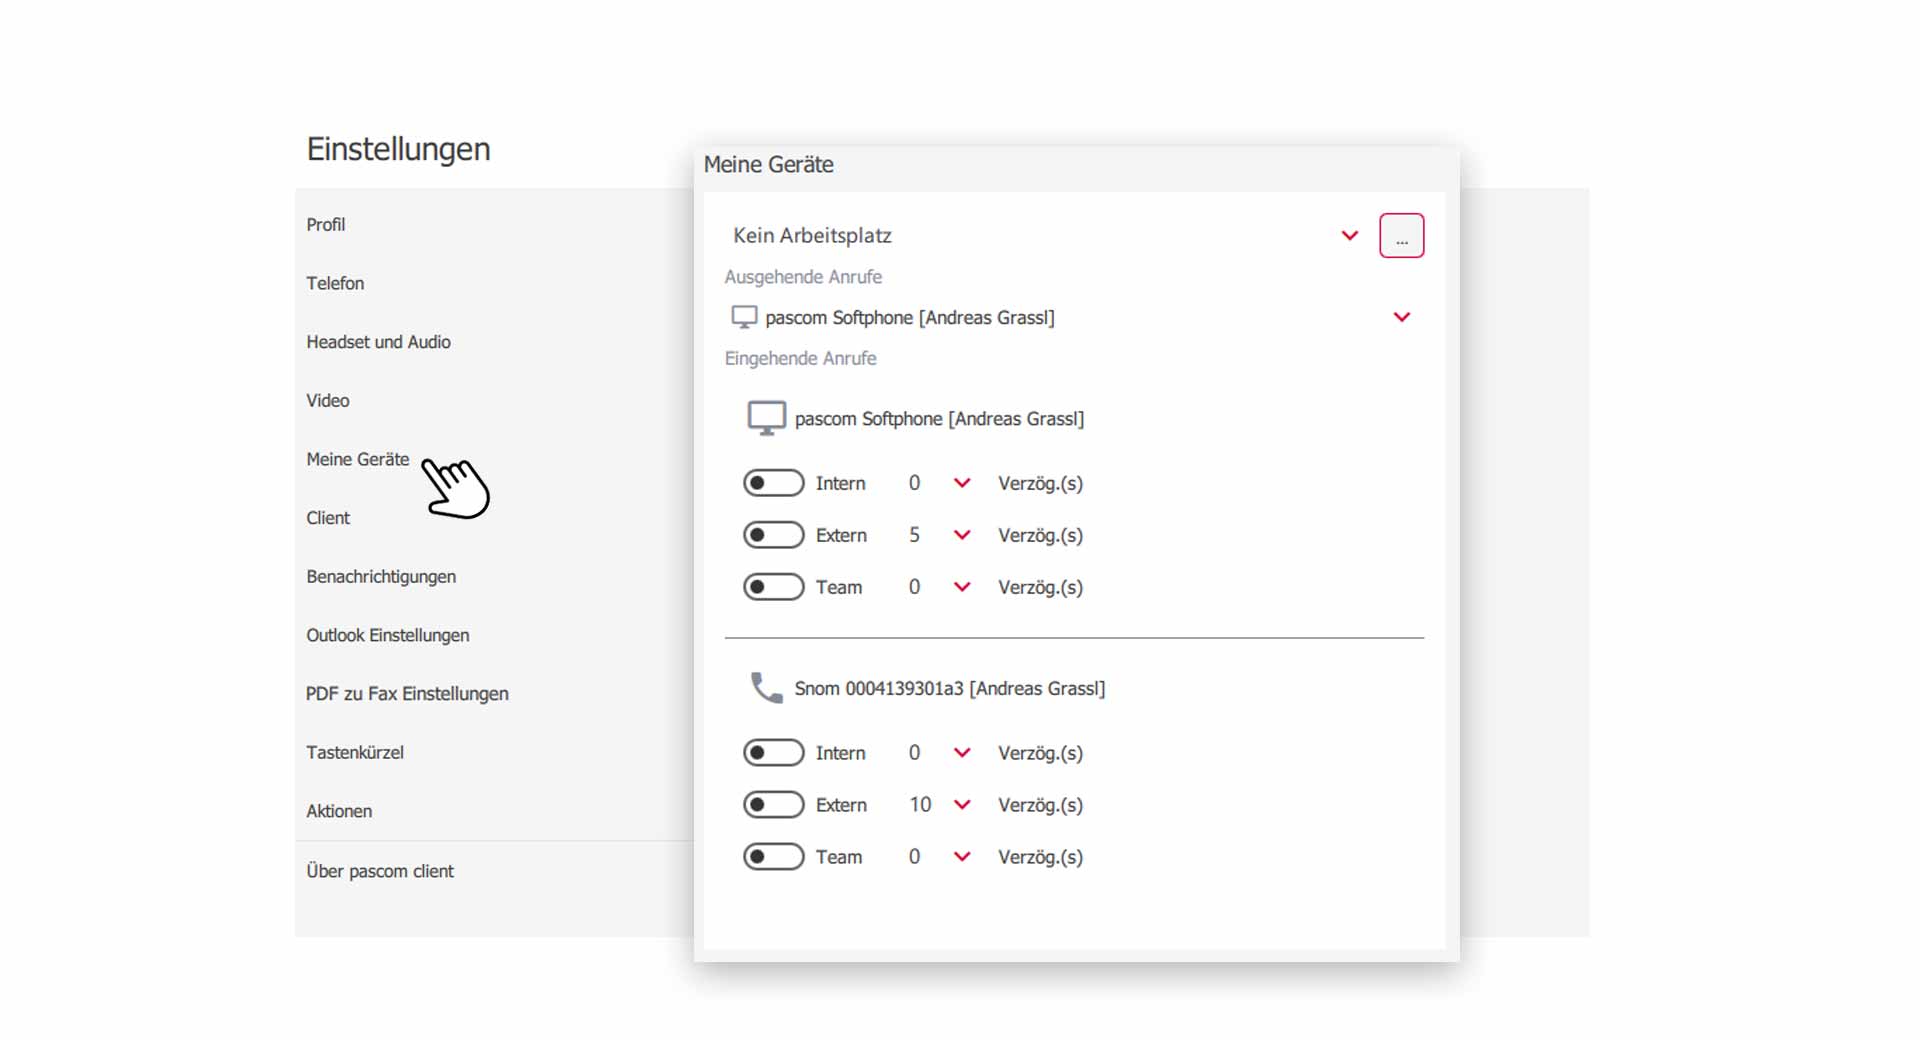 Einstellungen
Profil
Telefon
Headset und Audio
Video
Meine Geräte
Client
Benachrichtigungen
Outlook Einstellungen
PDF zu Fax Einstellungen
Tastenkürzel
Aktionen
Über pascom client
Meine Geräte
Kein Arbeitsplatz ...
Ausgehende Anrufe
pascom Softphone [Andreas Grassl]
Eingehende Anrufe
pascom Softphone [Andreas Grassl]
Intern 0 Verzög.(s)
Extern 5 Verzög.(s)
Team 0 Verzög.(s)
Snom 0004139301a3 [Andreas Grassl]
Intern 0 Verzög.(s)
Extern 10 Verzög.(s)
Team 0 Verzög.(s)